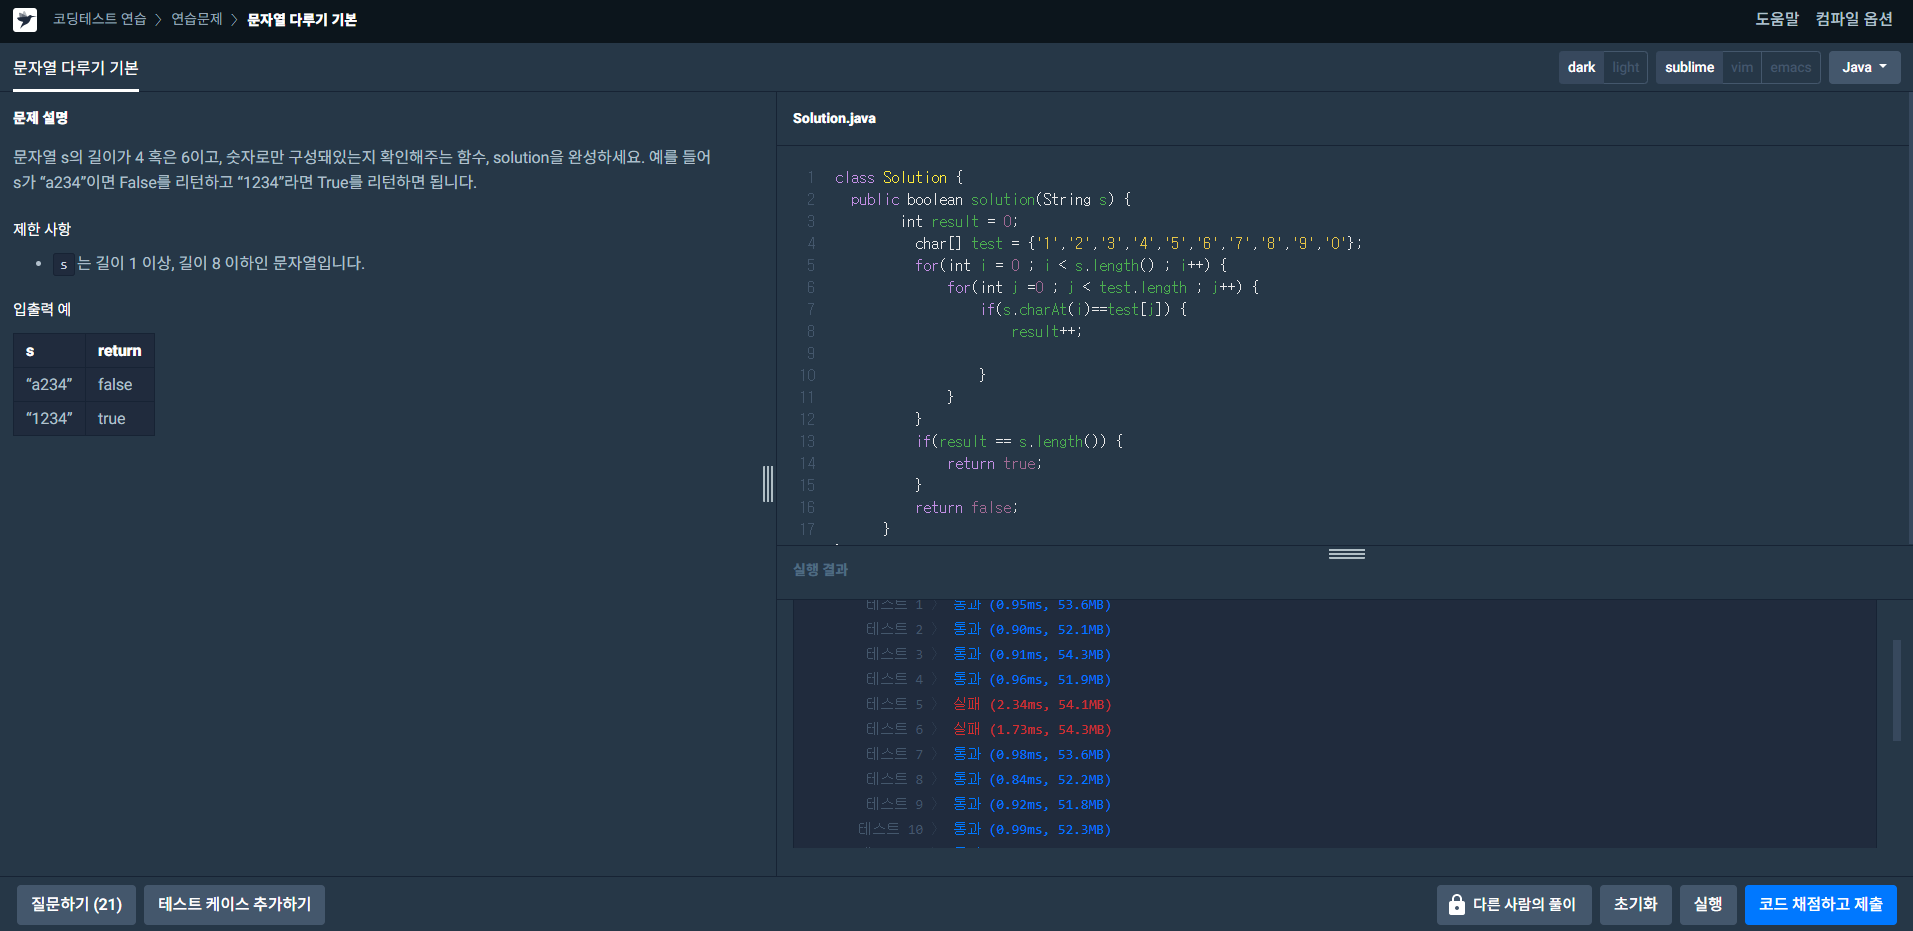 코딩테스트 연습 > 연습문제 > 문자열 다루기 기본
도움말 컴파일 옵션
문자열 다루기 기본
dark light sublime vim emacs Java
문제 설명
문자열 s의 길이가 4 혹은 6이고, 숫자로만 구성돼있는지 확인해주는 함수, solution을 완성하세요. 예를 들어
s가 “a234”이면 False를 리턴하고 “1234”라면 True를 리턴하면 됩니다.
제한 사항
• s 는 길이 1 이상, 길이 8 이하인 문자열입니다.
입출력 예
s return
“a234” false
“1234” true
Solution.java
1 class Solution {
2 public boolean solution(String s) {
3 int result = 0;
4 char[] test = {'1','2','3','4','5','6','7','8','9','0'};
5 for(int i = 0 ; i < s.length() ; i++) {
6 for(int j =0 ; j < test.length ; j++) {
7 if(s.charAt(i)==test[j]) {
8 result++;
9
10 }
11 }
12 }
13 if(result == s.length()) {
14 return true;
15 }
16 return false;
17 }
실행 결과
테스트 1 〉 통과 (0.95ms, 53.6MB)
테스트 2 〉 통과 (0.90ms, 52.1MB)
테스트 3 〉 통과 (0.91ms, 54.3MB)
테스트 4 〉 통과 (0.96ms, 51.9MB)
테스트 5 〉 실패 (2.34ms, 54.1MB)
테스트 6 〉 실패 (1.73ms, 54.3MB)
테스트 7 〉 통과 (0.98ms, 53.6MB)
테스트 8 〉 통과 (0.84ms, 52.2MB)
테스트 9 〉 통과 (0.92ms, 51.8MB)
테스트 10 〉 통과 (0.99ms, 52.3MB)
질문하기 (21) 테스트 케이스 추가하기 다른 사람의 풀이 초기화 실행 코드 채점하고 제출